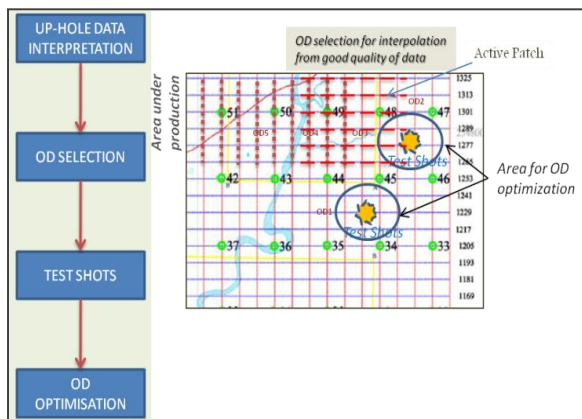 UP-HOLE DATA
INTERPRETATION
OD SELECTION
TEST SHOTS
OD
OPTIMISATION
Area under
production
OD selection for interpolation
from good quality of data
Active Patch
Area for OD
optimization
51 50 49 48 47
OD2
OD5 OD4 OD3
Test Shots
42 43 44 45 46
OD1
Test Shots
37 36 35 34 33
B
1325
1313
1301
1289
1277
1265
1253
1241
1229
1217
1205
1193
1181
1169